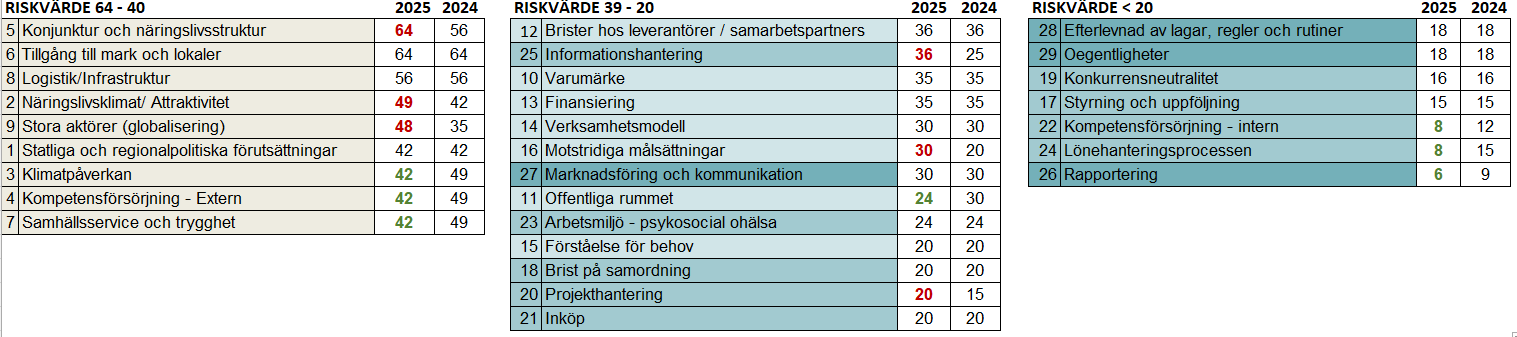 RISKVÄRDE 64 - 40 2025 2024
5 Konjunktur och näringslivsstruktur 64 56
6 Tillgång till mark och lokaler 64 64
8 Logistik/Infrastruktur 56 56
2 Näringslivsklimat/ Attraktivitet 49 42
9 Stora aktörer (globalisering) 48 35
1 Statliga och regionalpolitiska förutsättningar 42 42
3 Klimatpåverkan 42 49
4 Kompetensförsörjning - Extern 42 49
7 Samhällsservice och trygghet 42 49
RISKVÄRDE 39 - 20 2025 2024
12 Brister hos leverantörer / samarbetspartners 36 36
25 Informationshantering 36 25
10 Varumärke 35 35
13 Finansiering 35 35
14 Verksamhetsmodell 30 30
16 Motstridiga målsättningar 30 20
27 Marknadsföring och kommunikation 30 30
11 Offentliga rummet 24 30
23 Arbetsmiljö - psykosocial ohälsa 24 24
15 Förståelse för behov 20 20
18 Brist på samordning 20 20
20 Projekthantering 20 15
21 Inköp 20 20
RISKVÄRDE < 20 2025 2024
28 Efterlevnad av lagar, regler och rutiner 18 18
29 Oegentligheter 18 18
19 Konkurrensneutralitet 16 16
17 Styrning och uppföljning 15 15
22 Kompetensförsörjning - intern 8 12
24 Lönehanteringsprocessen 8 15
26 Rapportering 6 9